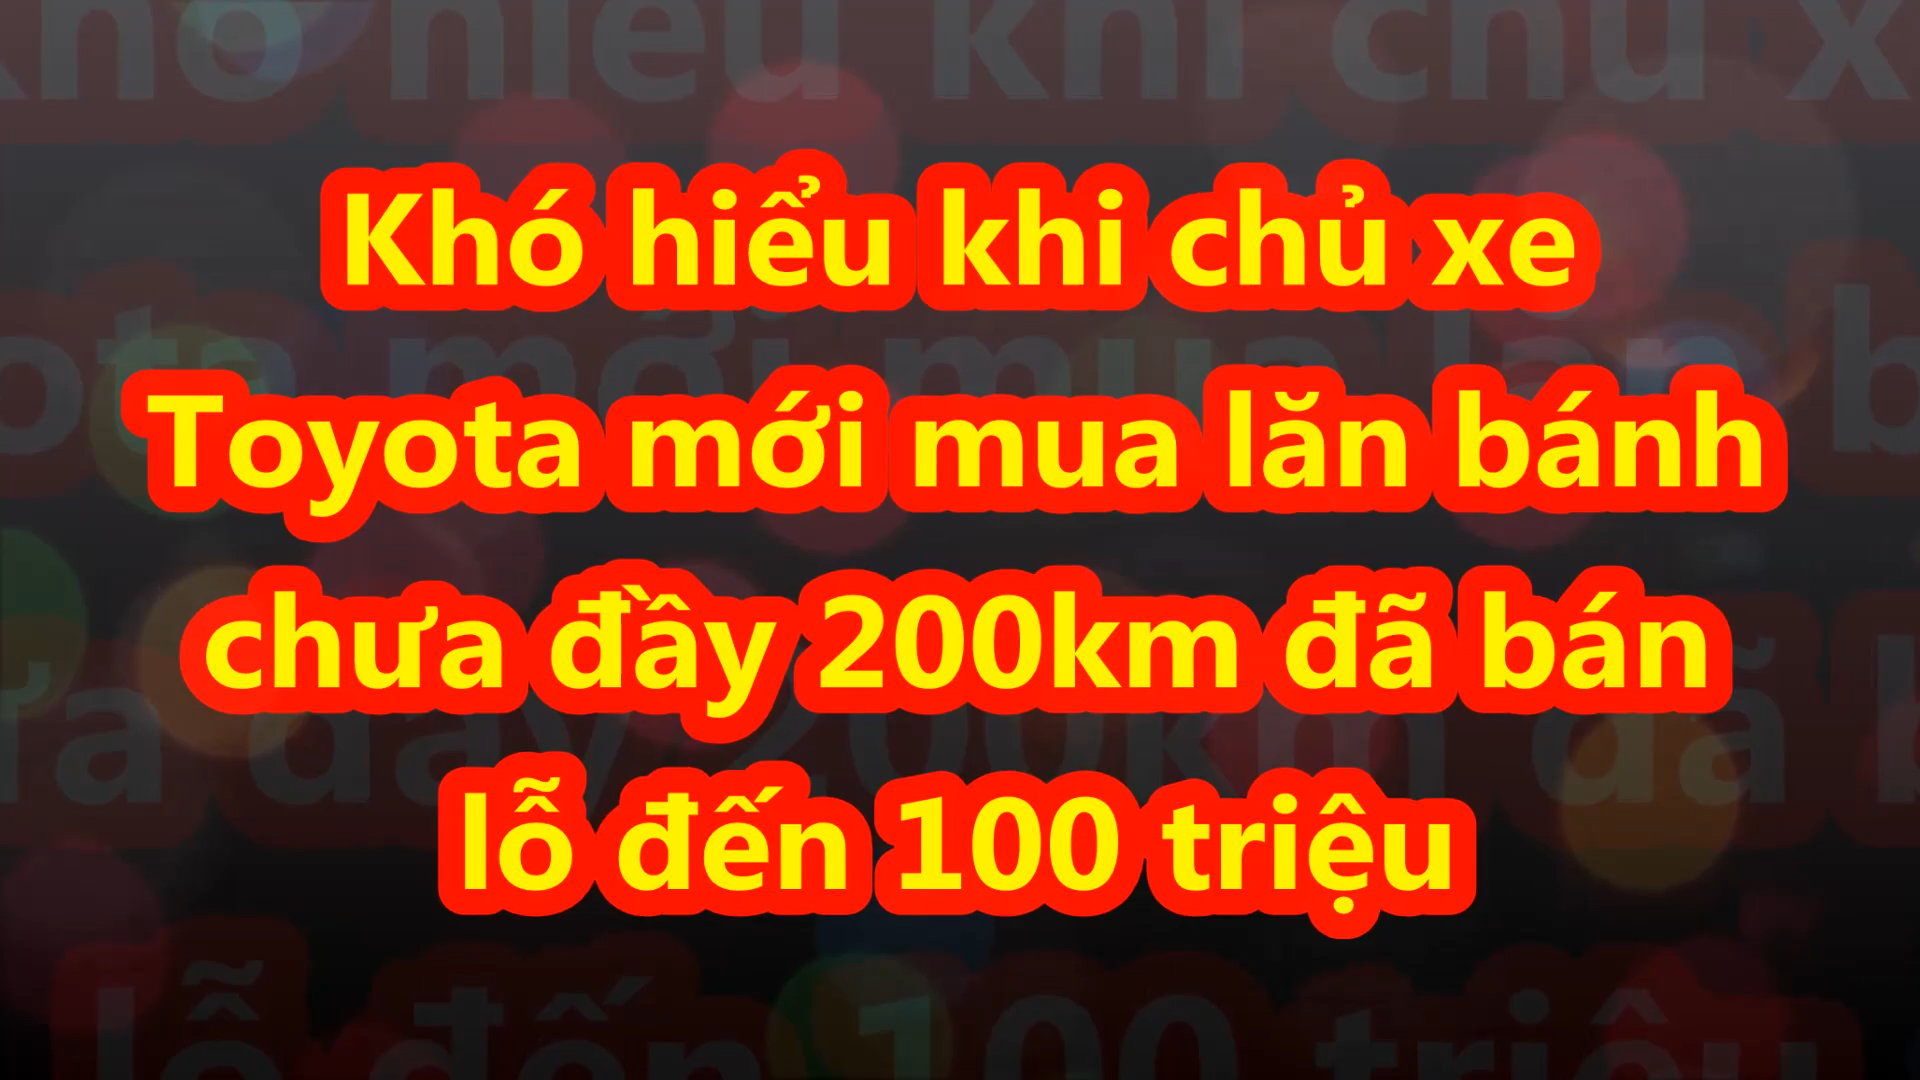 Khó hiểu khi chủ xe
Toyota mới mua lăn bánh
chưa đầy 200km đã bán
lỗ đến 100 triệu